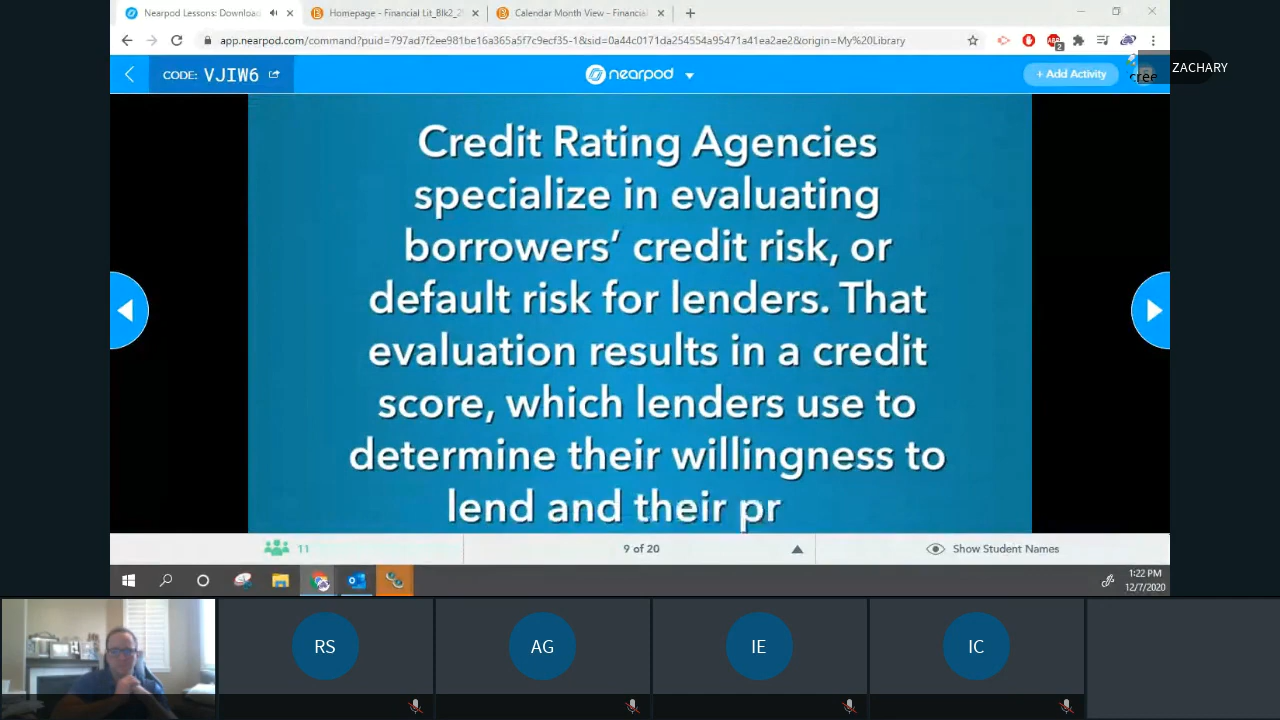 Nearpod Lessons: Downloa
Homepage - Financial Lit_Blk2_2
Calendar Month View - Financial
app.nearpod.com/command?puid=797ad7f2ee981be16a365a5f7c9ecf35-1&sid=0a44c0171da254554a95471a41ea2ae2&origin=My%20Library
2
CODE: VJIW6
nearpod
+ Add Activity
ZACHARY
Credit Rating Agencies
specialize in evaluating
borrowers' credit risk, or
default risk for lenders. That
evaluation results in a credit
score, which lenders use to
determine their willingness to
lend and their pr
11
9 of 20
Show Student Names
1:22 PM
12/7/2020
RS
AG
IE
IC